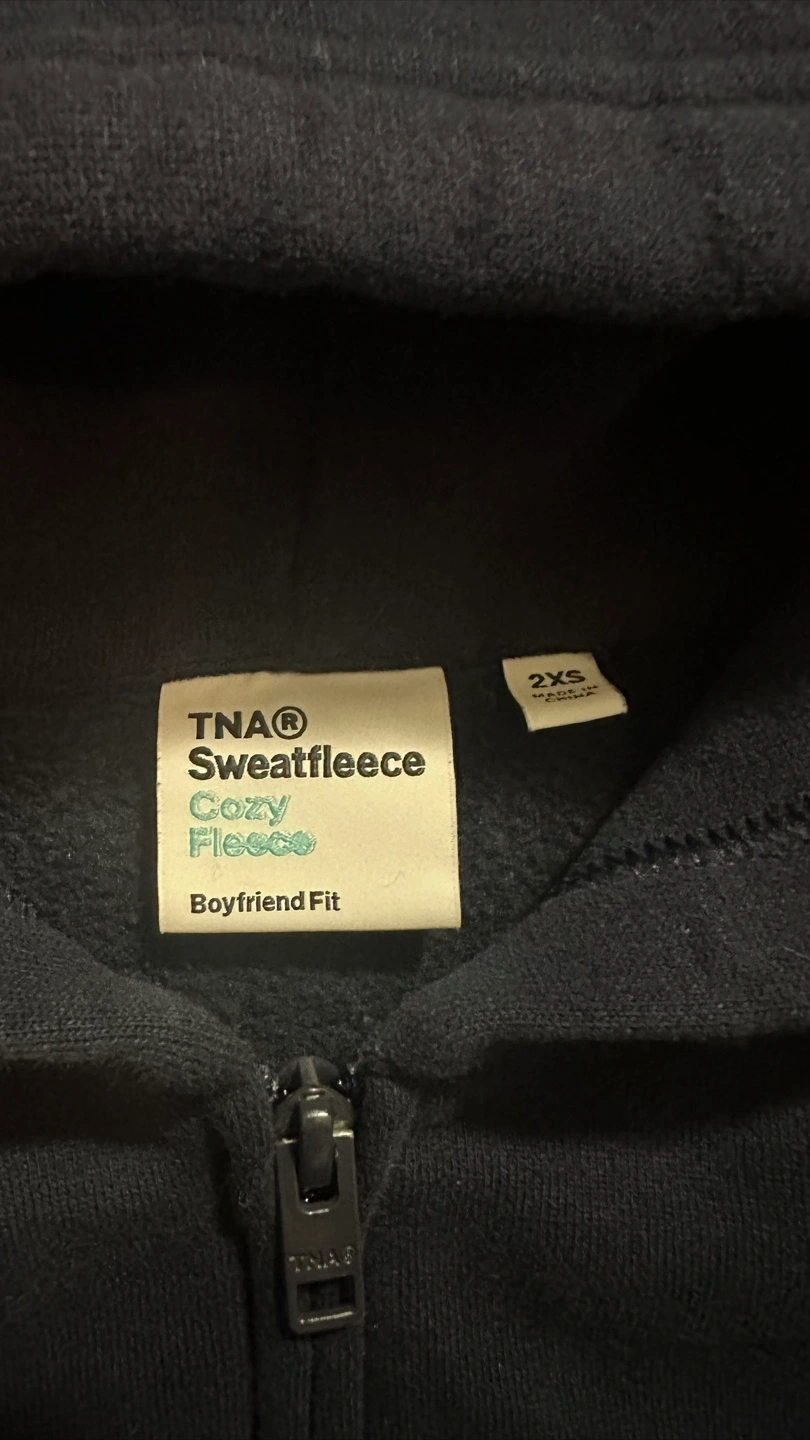 TNA®
Sweatfleece
Cozy
Fleece
Boyfriend Fit
2XS
MADE IN
CHINA
TNA®